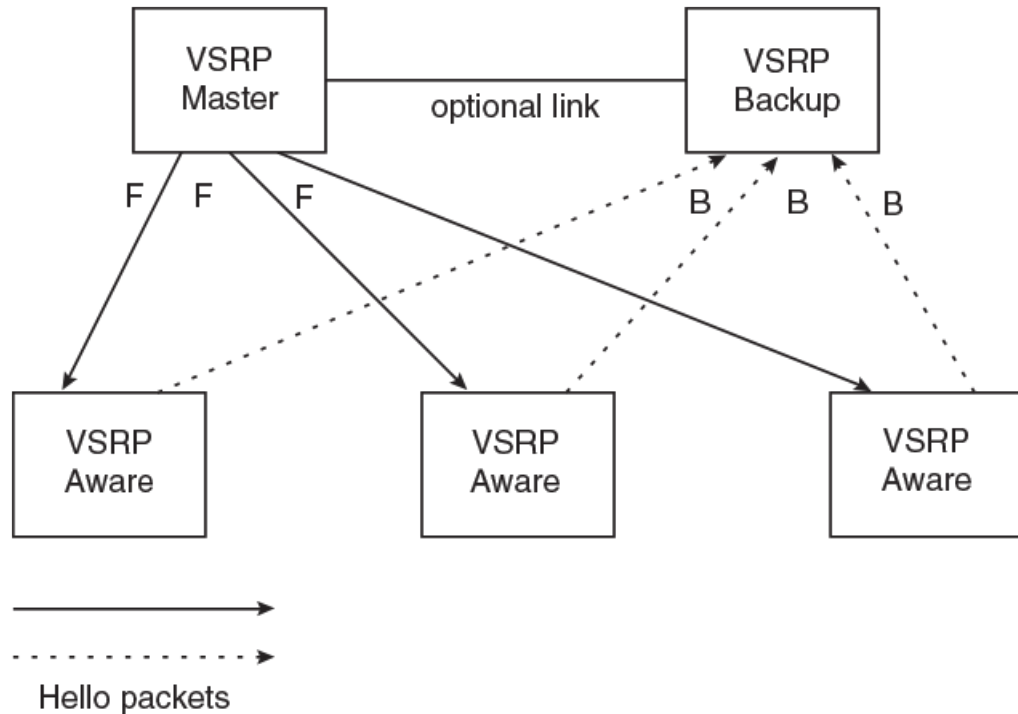 VSRP
Master
VSRP
Backup
optional link
F
F
F
B
B
B
VSRP
Aware
VSRP
Aware
VSRP
Aware
Hello packets